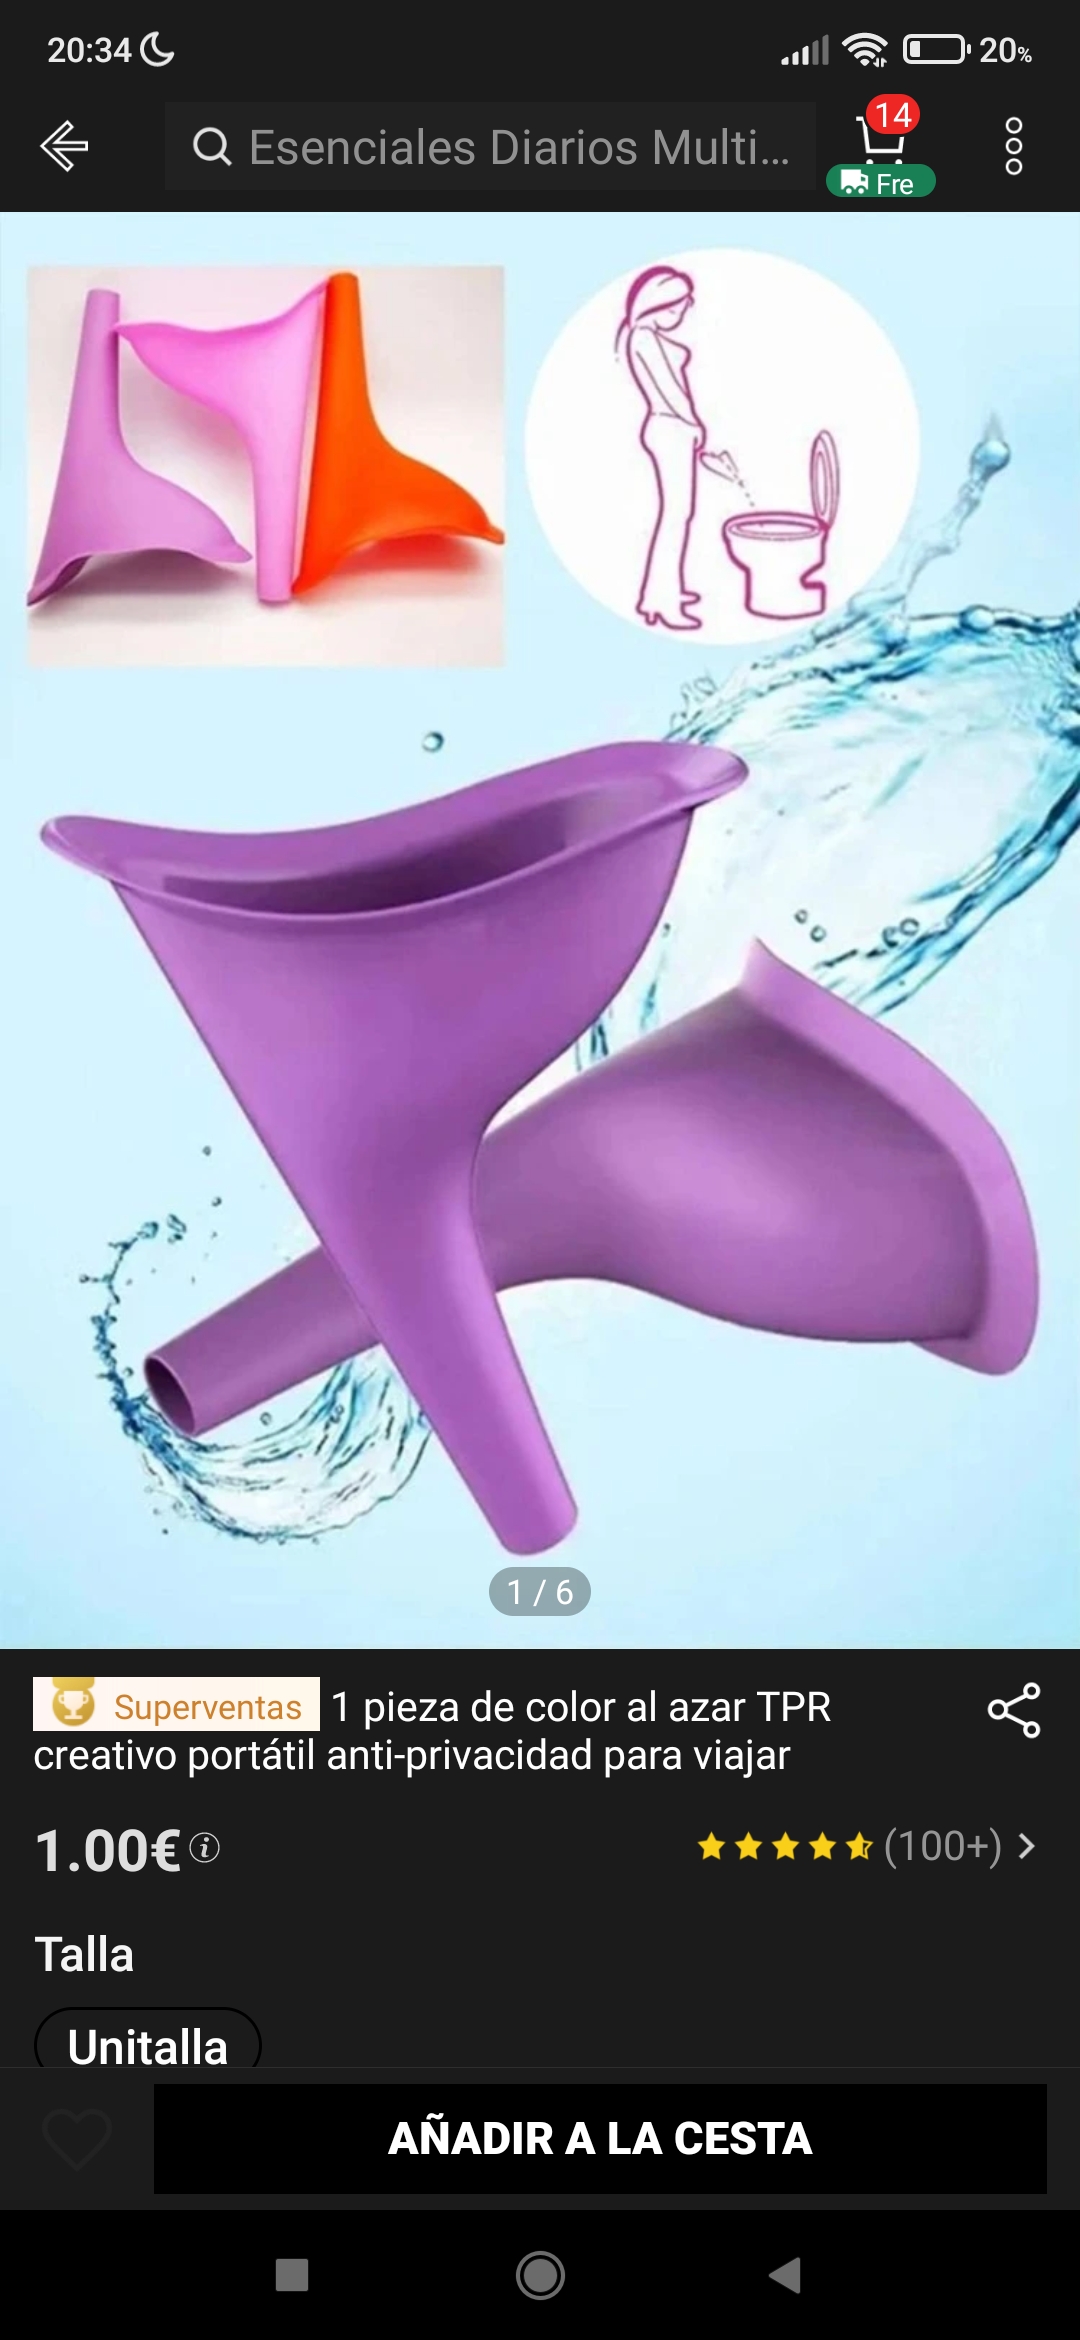 20:34
20%
Esenciales Diarios Multi...
14
Fre
1 / 6
Superventas 1 pieza de color al azar TPR
creativo portátil anti-privacidad para viajar
1.00€
(100+)
Talla
Unitalla
AÑADIR A LA CESTA